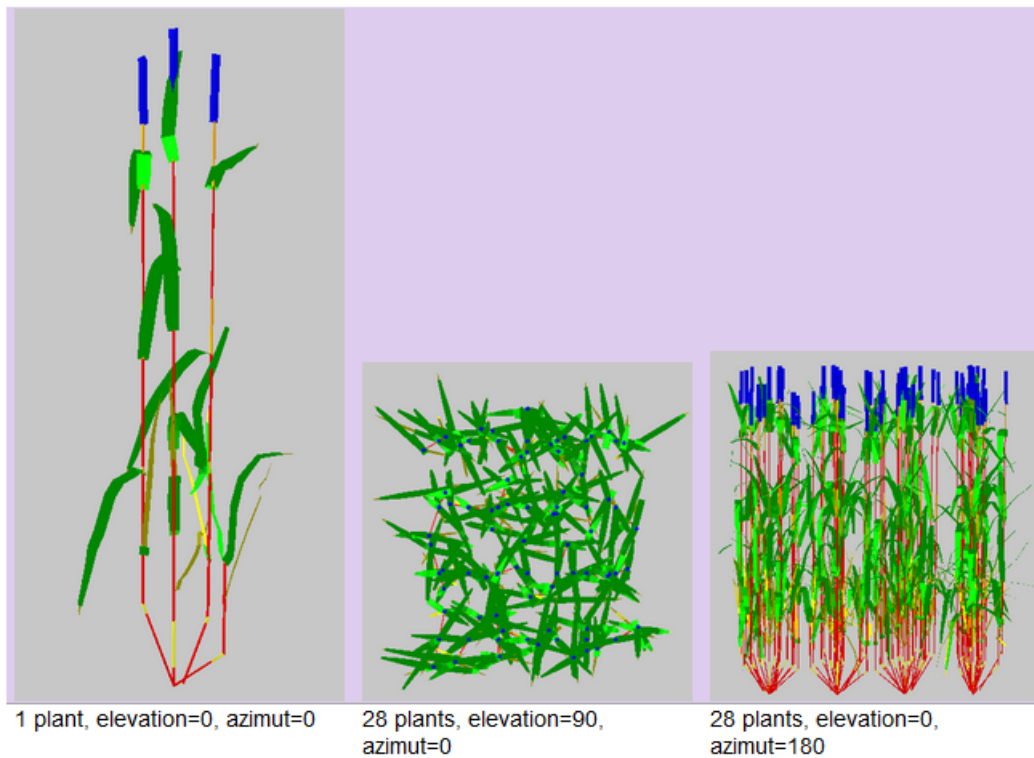 1 plant, elevation=0, azimut=0
28 plants, elevation=90,
azimut=0
28 plants, elevation=0,
azimut=180